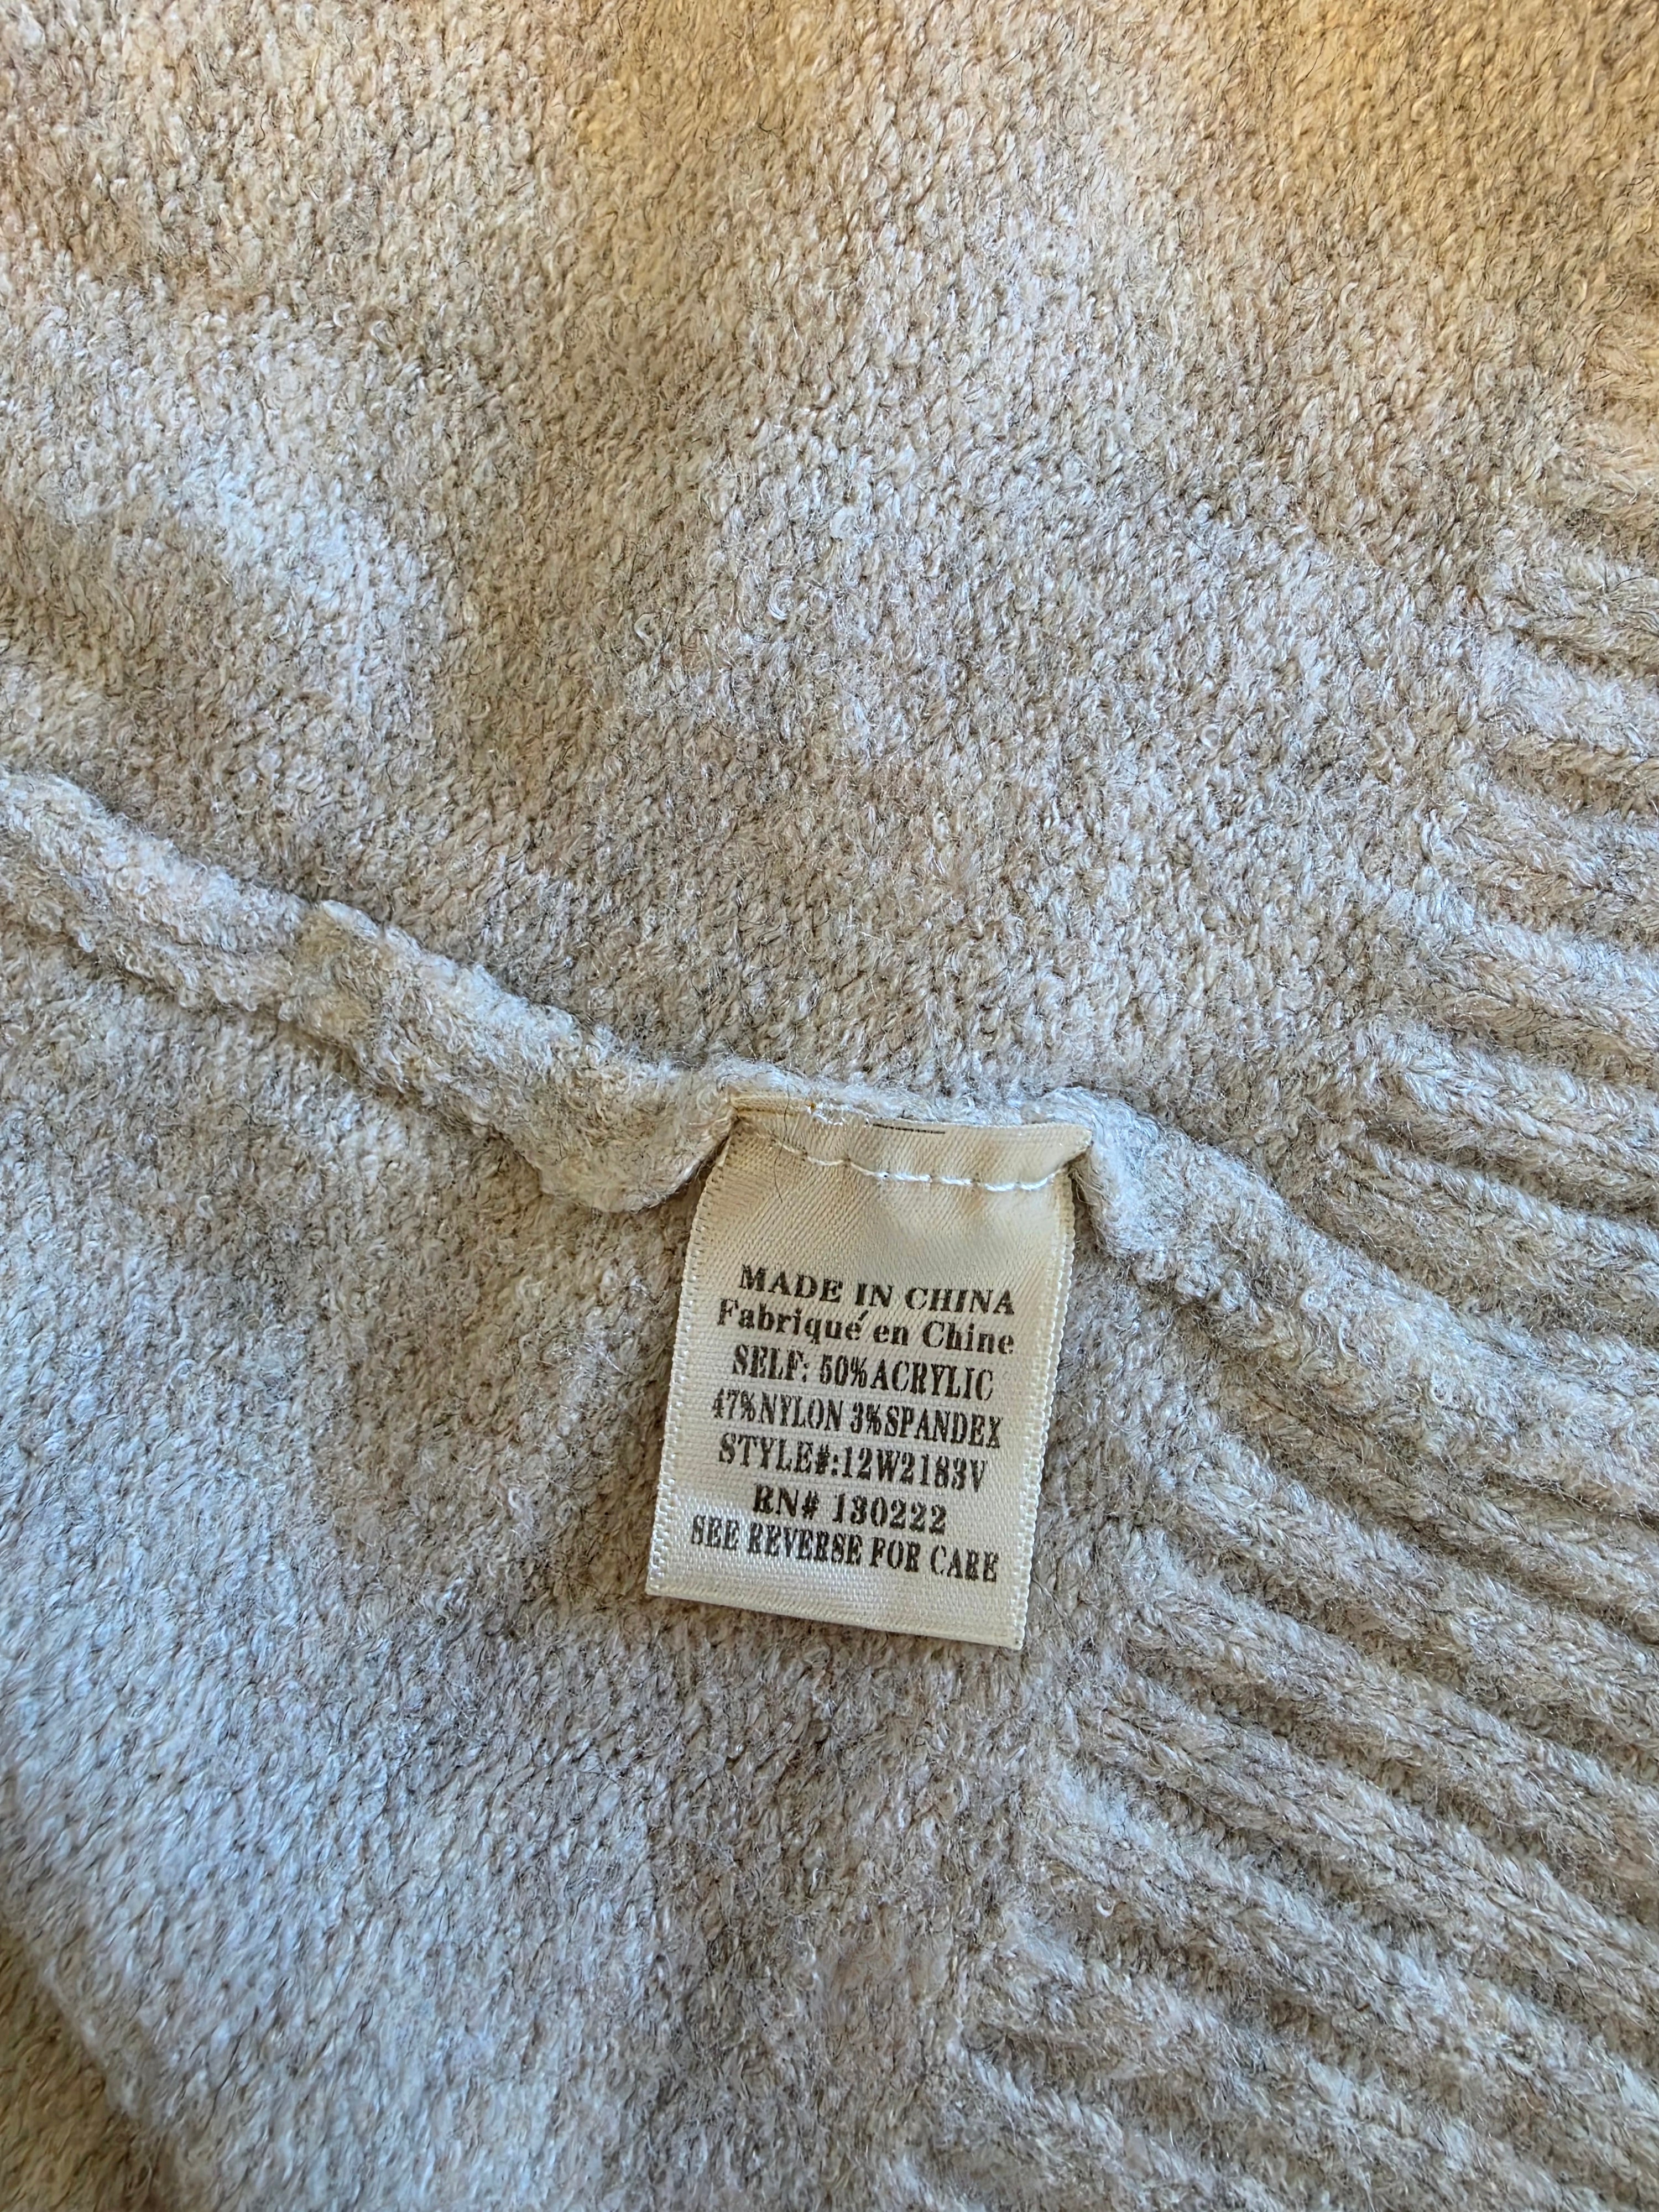 MADE IN CHINA
Fabriqué en Chine
SELF: 50%ACRYLIC
47%NYLON 3%SPANDEX
STYLE#:12W2183V
RN# 130222
SEE REVERSE FOR CARE